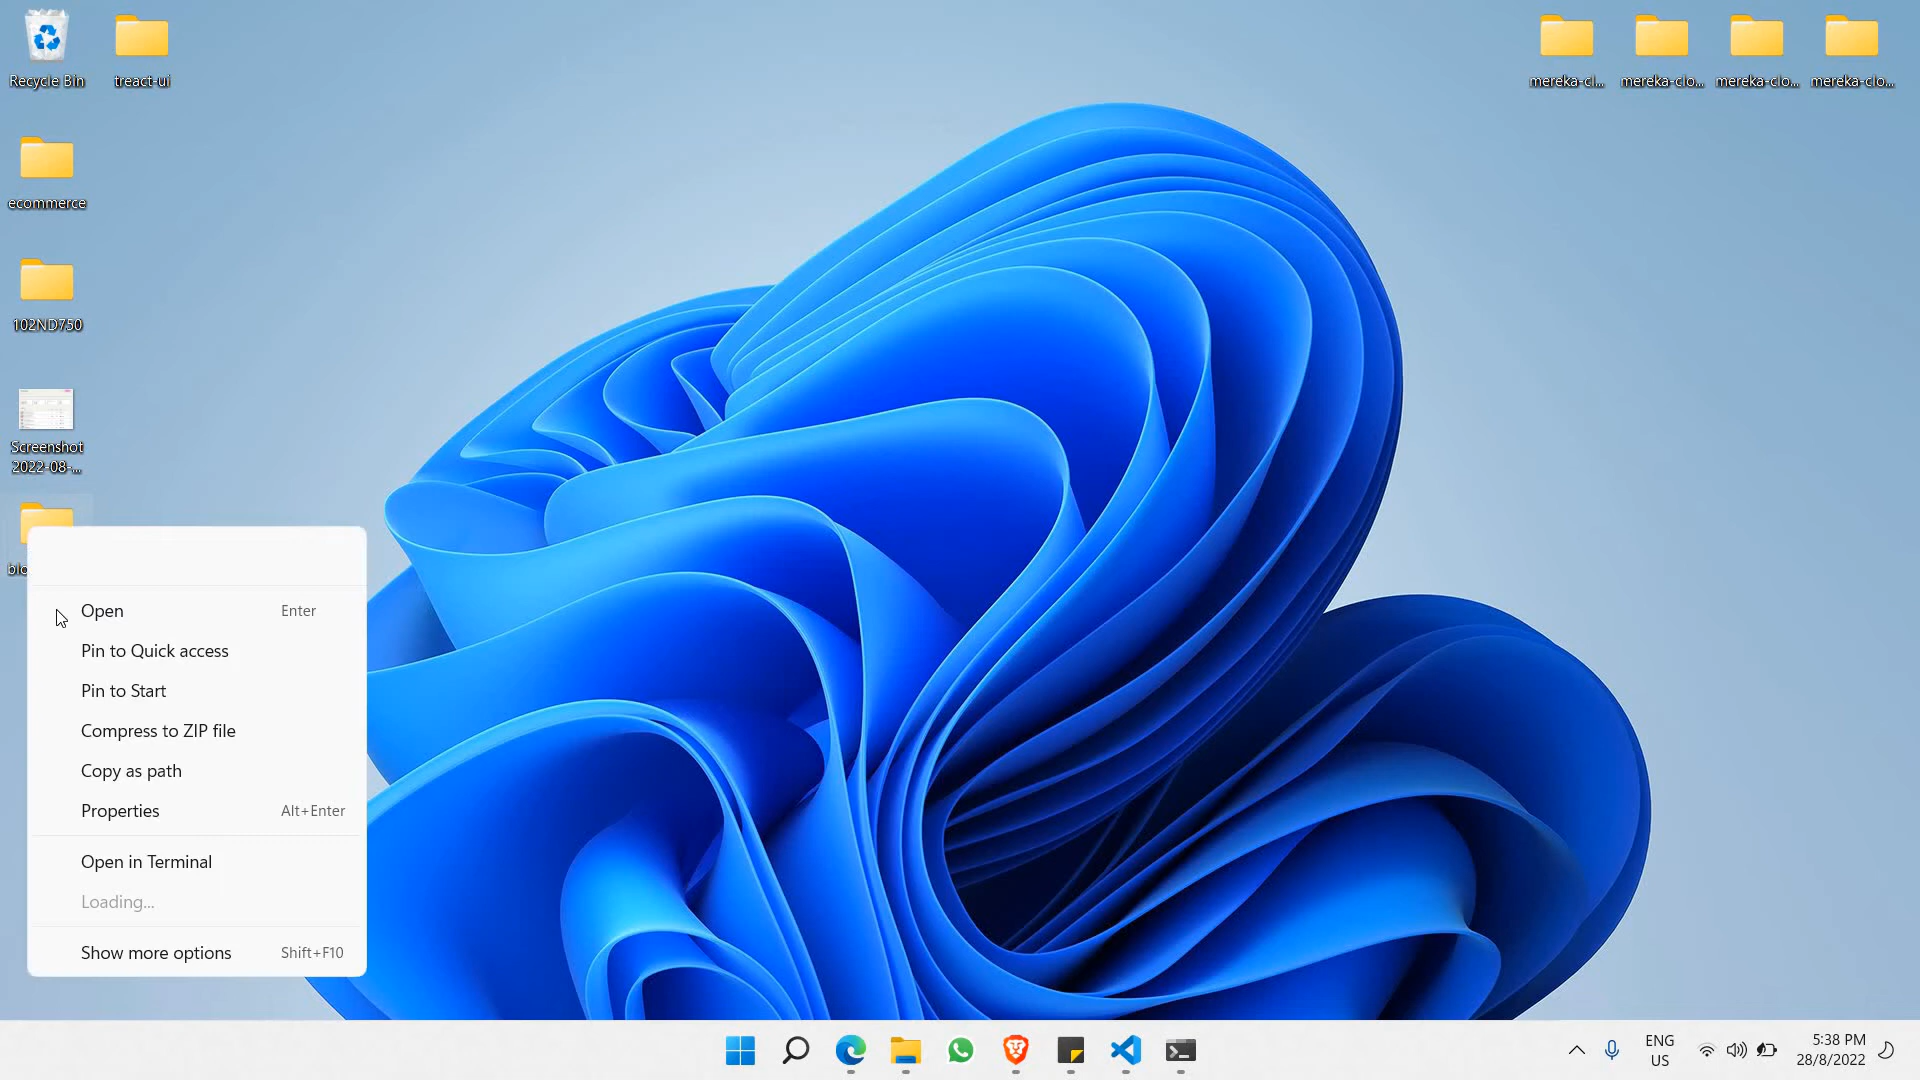 Recycle Bin
treact-ui
mereka-cl...
mereka-clo...
mereka-clo...
mereka-clo...
ecommerce
102ND750
Screenshot
2022-08-...
Open Enter
Pin to Quick access
Pin to Start
Compress to ZIP file
Copy as path
Properties Alt+Enter
Open in Terminal
Loading...
Show more options Shift+F10
ENG
US
5:38 PM
28/8/2022